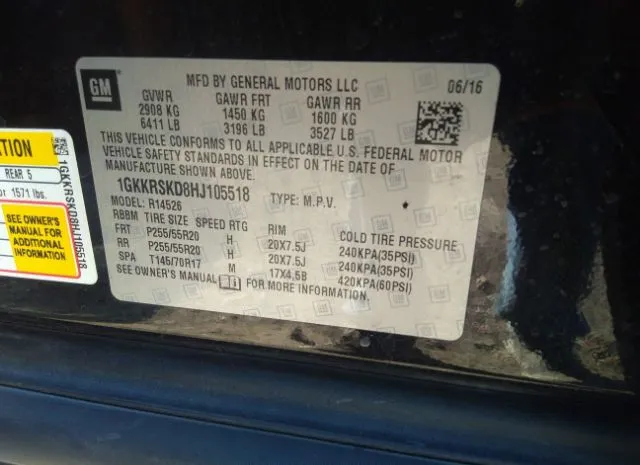 GM
MFD BY GENERAL MOTORS LLC
06/16
GVWR GAWR FRT GAWR RR
2908 KG 1450 KG 1600 KG
6411 LB 3196 LB 3527 LB
THIS VEHICLE CONFORMS TO ALL APPLICABLE U.S. FEDERAL MOTOR
VEHICLE SAFETY STANDARDS IN EFFECT ON THE DATE OF
MANUFACTURE SHOWN ABOVE.
1GKKRSKD8HJ105518 TYPE: M.P.V.
MODEL: R14526
RBBM TIRE SIZE SPEED RTG RIM COLD TIRE PRESSURE
FRT P255/55R20 H 20X7.5J 240KPA(35PSI)
RR P255/55R20 H 20X7.5J 240KPA(35PSI)
SPA T145/70R17 M 17X4.5B 420KPA(60PSI)
SEE OWNER'S MANUAL FOR MORE INFORMATION.
REAR 5
or 1571 lbs.
SEE OWNER'S
MANUAL FOR
ADDITIONAL
INFORMATION
1GKKRSKD8HJ105518